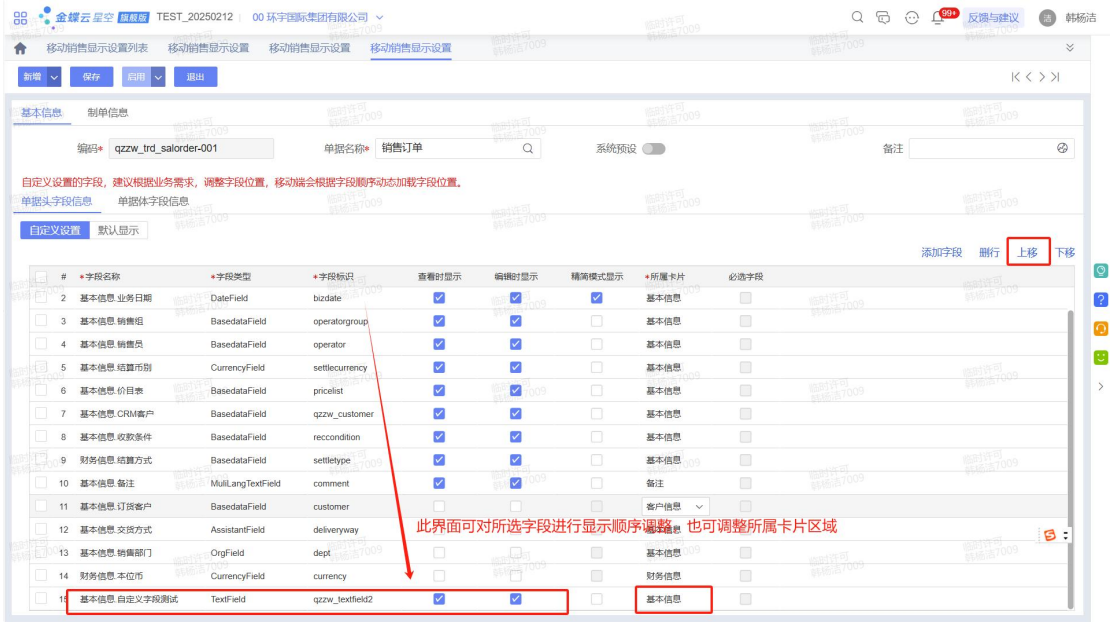 金蝶云星空 旗舰版 TEST_20250212 00 环宇国际集团有限公司 99+ 反馈与建议 洁 韩杨洁
移动销售显示设置列表 移动销售显示设置 移动销售显示设置 移动销售显示设置
新增 保存 启用 退出
基本信息 制单信息
编码* qzzw_trd_salorder-001 单据名称* 销售订单 系统预设 备注
自定义设置的字段，建议根据业务需求，调整字段位置，移动端会根据字段顺序动态加载字段位置。
单据头字段信息 单据体字段信息
自定义设置 默认显示
添加字段 删行 上移 下移
# *字段名称 *字段类型 *字段标识 查看时显示 编辑时显示 精简模式显示 *所属卡片 必选字段
2 基本信息.业务日期 DateField bizdate 基本信息
3 基本信息.销售组 BasedataField operatorgroup 基本信息
4 基本信息.销售员 BasedataField operator 基本信息
5 基本信息.结算币别 CurrencyField settlecurrency 基本信息
6 基本信息.价目表 BasedataField pricelist 基本信息
7 基本信息.CRM客户 BasedataField qzzw_customer 基本信息
8 基本信息.收款条件 BasedataField reccondition 基本信息
9 财务信息.结算方式 BasedataField settletype 基本信息
10 基本信息.备注 MuliLangTextField comment 备注
11 基本信息.订货客户 BasedataField customer 客户信息
12 基本信息.交货方式 AssistantField deliveryway 基本信息
此界面可对所选字段进行显示顺序调整，也可调整所属卡片区域
13 基本信息.销售部门 OrgField dept 基本信息
14 财务信息.本位币 CurrencyField currency 财务信息
15 基本信息.自定义字段测试 TextField qzzw_textfield2 基本信息
临时许可
韩杨洁7009